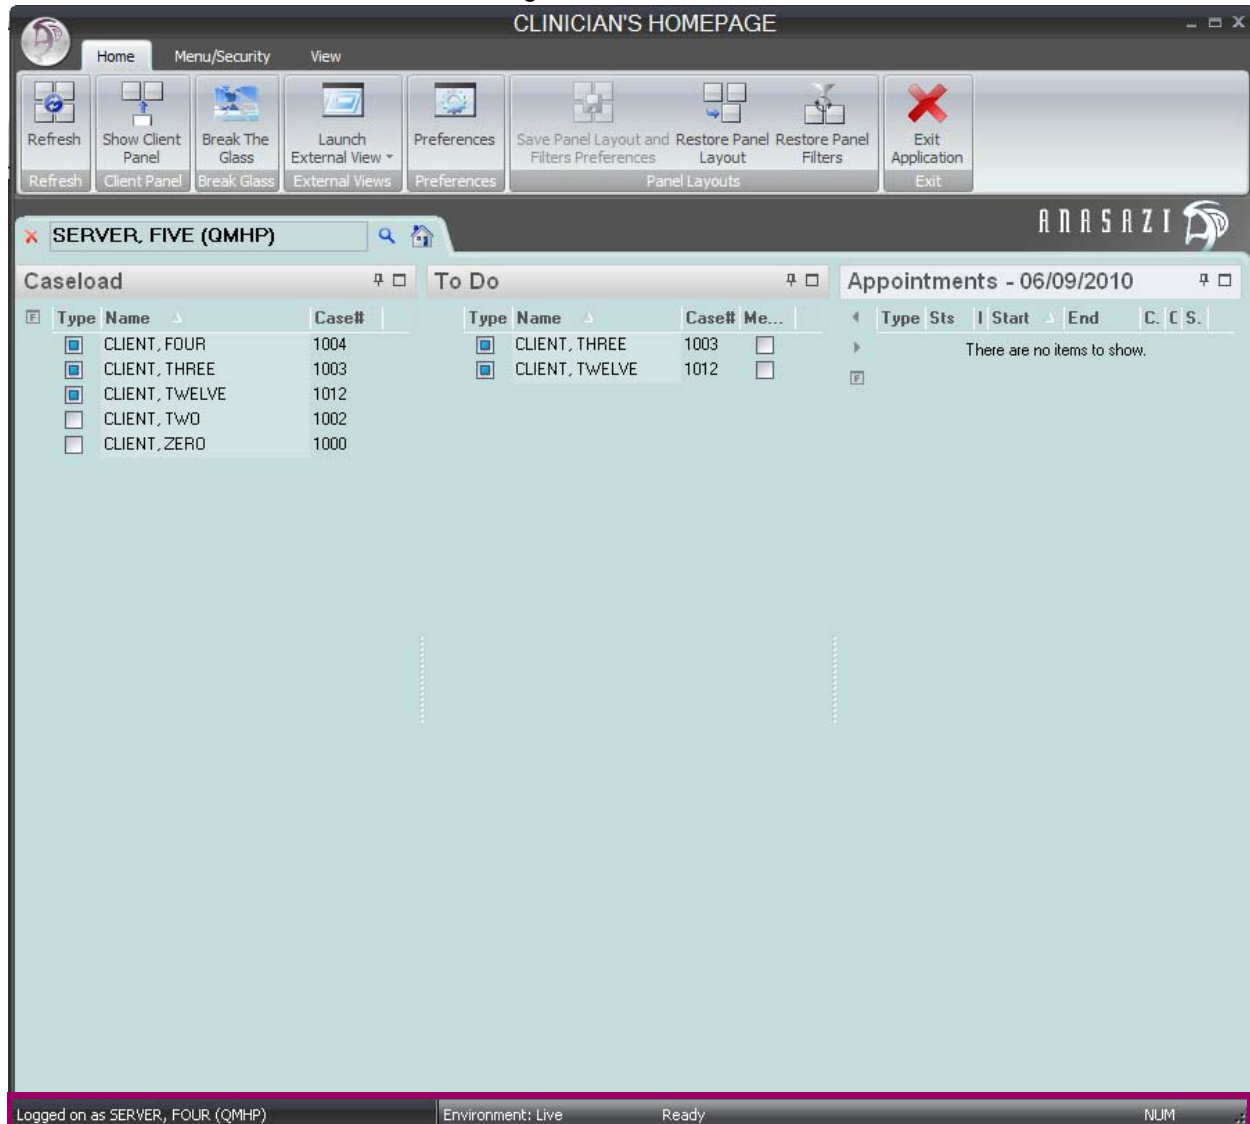 CLINICIAN'S HOMEPAGE
Home Menu/Security View
Refresh
Show Client Panel
Break The Glass
Launch External View
Preferences
Save Panel Layout and Filters Preferences
Restore Panel Layout
Restore Panel Filters
Exit Application
Refresh Client Panel Break Glass External Views Preferences Panel Layouts Exit
ANASAZI
SERVER, FIVE (QMHP)
Caseload
F Type Name Case#
CLIENT, FOUR 1004
CLIENT, THREE 1003
CLIENT, TWELVE 1012
CLIENT, TWO 1002
CLIENT, ZERO 1000
To Do
Type Name Case# Me...
CLIENT, THREE 1003
CLIENT, TWELVE 1012
Appointments - 06/09/2010
Type Sts I Start End C. S.
There are no items to show.
F
Logged on as SERVER, FOUR (QMHP) Environment: Live Ready NUM